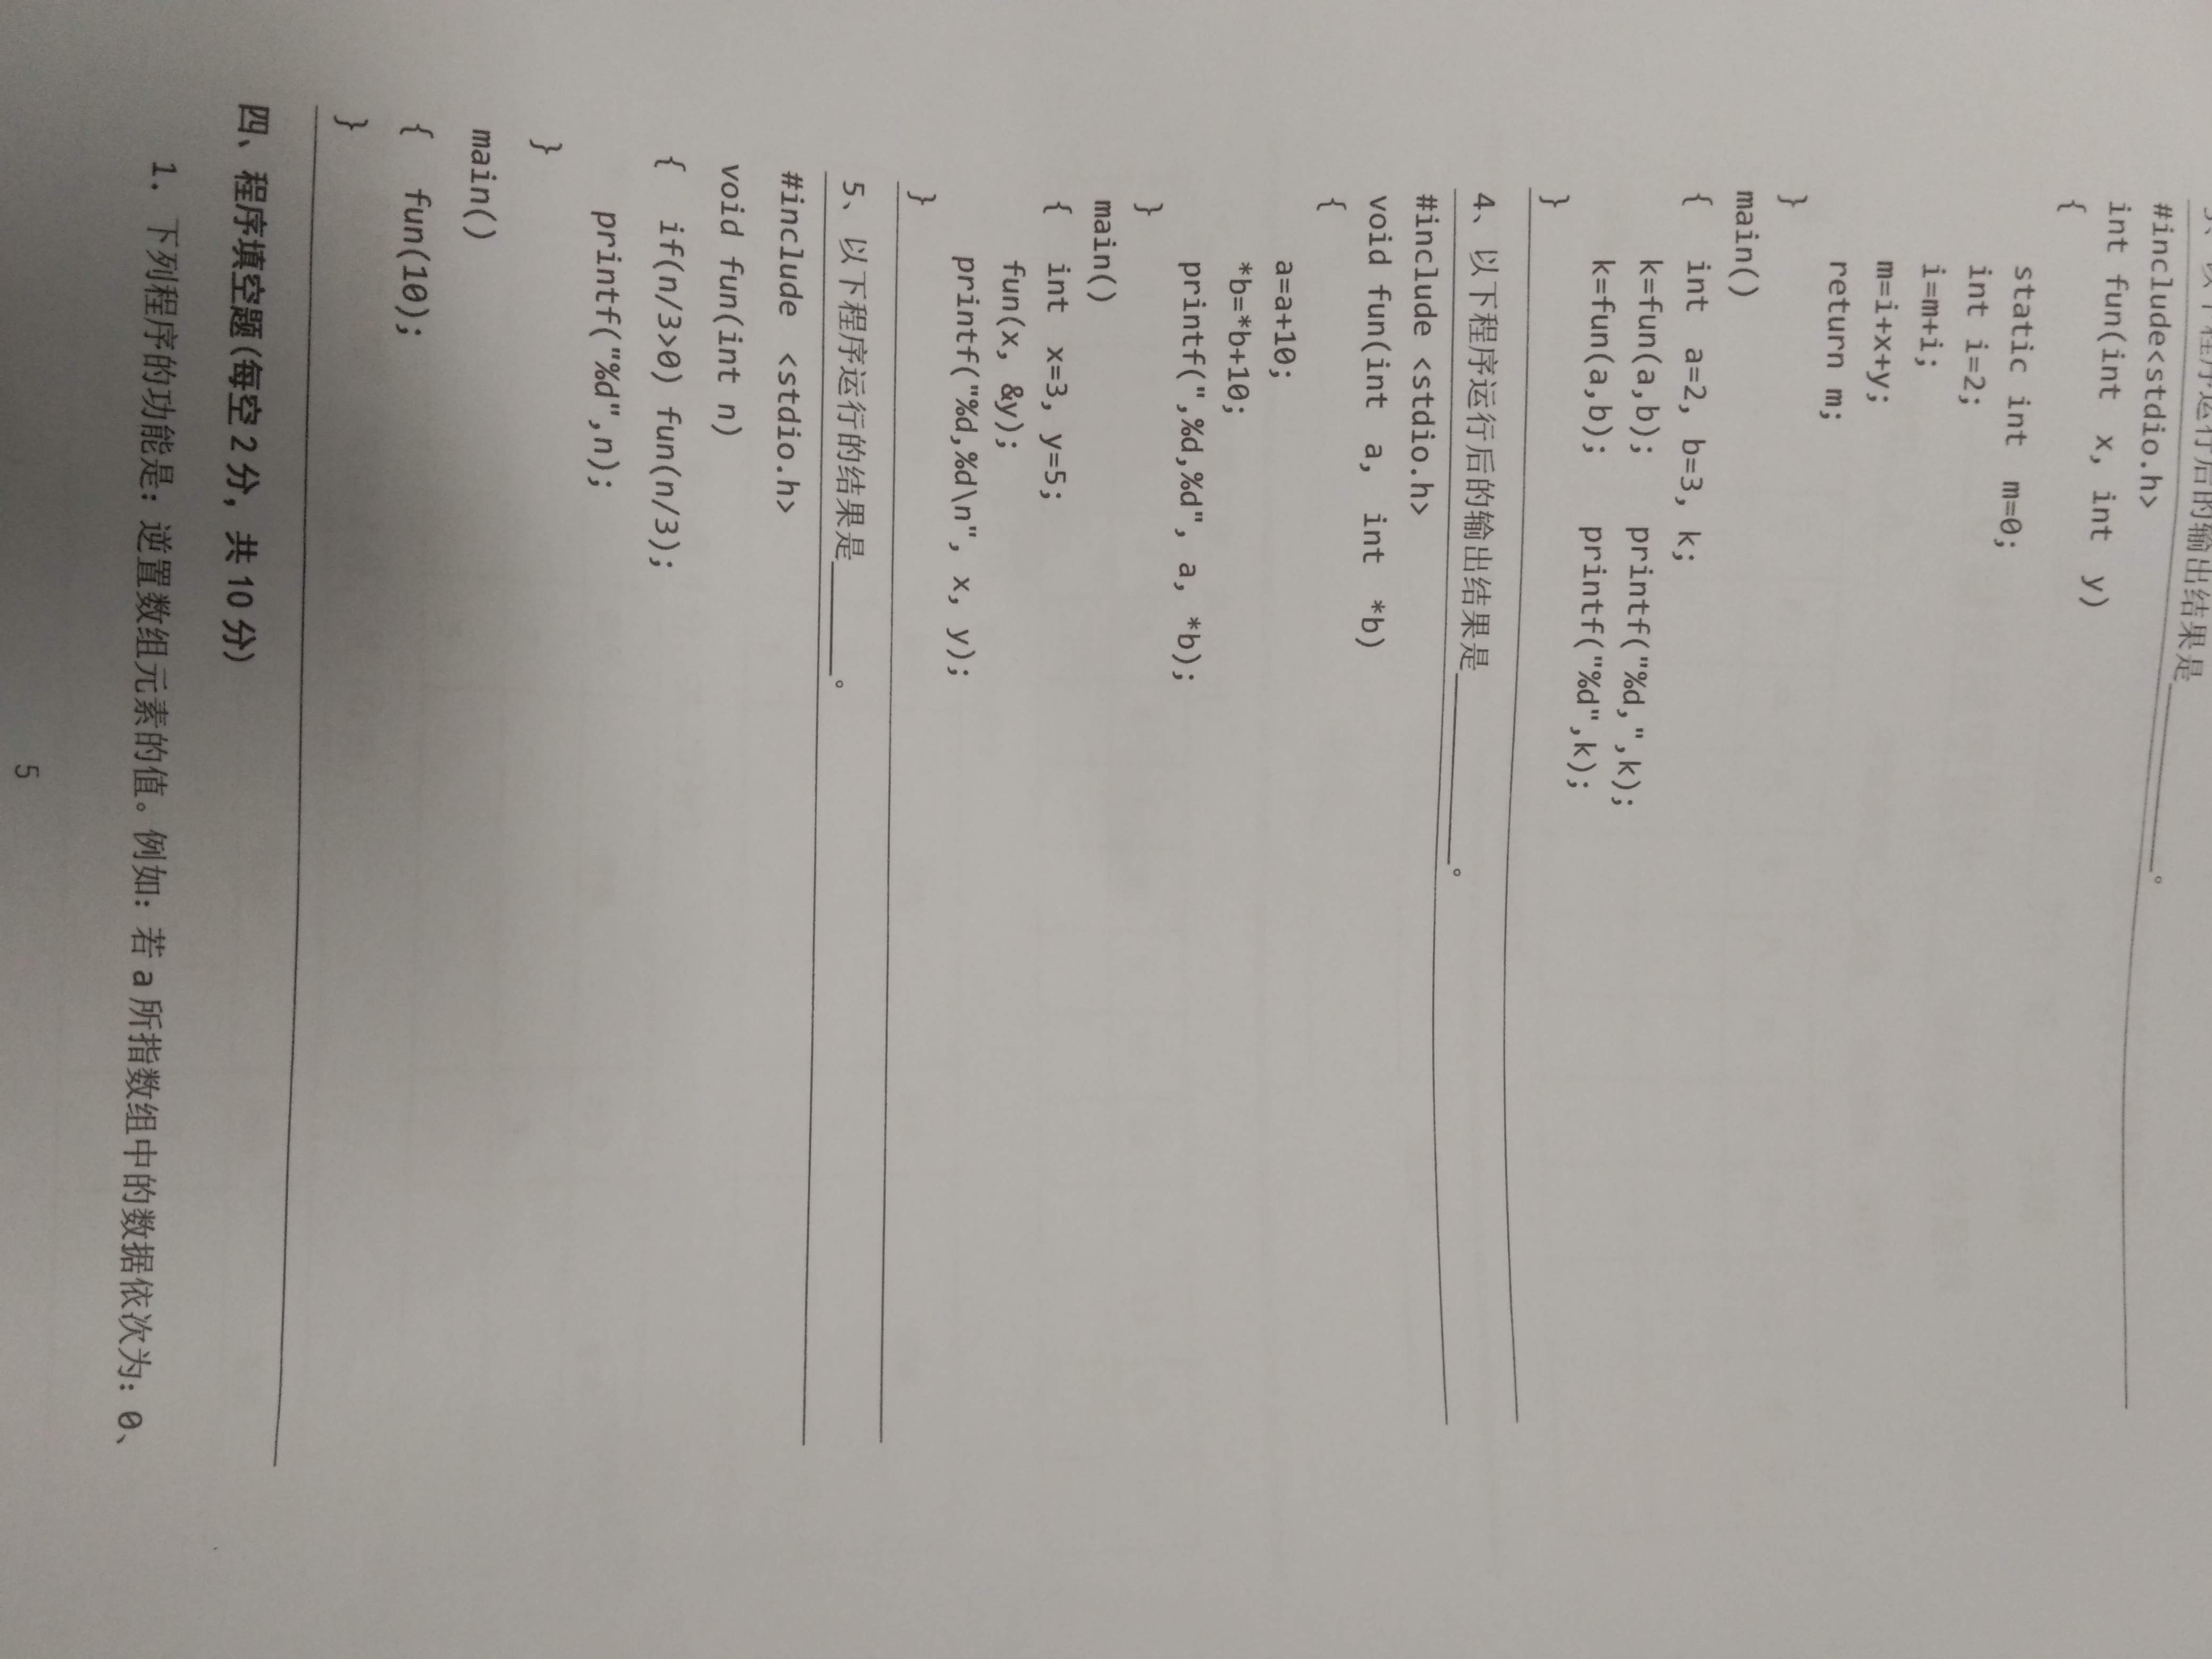 3、以下程序运行后的输出结果是________。
#include<stdio.h>
int fun(int x, int y)
{
static int m=0;
int i=2;
i=m+i;
m=i+x+y;
return m;
}
main()
{ int a=2, b=3, k;
k=fun(a,b); printf("%d,",k);
k=fun(a,b); printf("%d",k);
}
4、以下程序运行后的输出结果是________。
#include <stdio.h>
void fun(int a, int *b)
{
a=a+10;
*b=*b+10;
printf(",%d,%d", a, *b);
}
main()
{ int x=3, y=5;
fun(x, &y);
printf("%d,%d\n", x, y);
}
5、以下程序运行的结果是______。
#include <stdio.h>
void fun(int n)
{ if(n/3>0) fun(n/3);
printf("%d",n);
}
main()
{ fun(10);
}
四、程序填空题(每空 2 分, 共 10 分)
1. 下列程序的功能是: 逆置数组元素的值。例如: 若 a 所指数组中的数据依次为: 0、
5